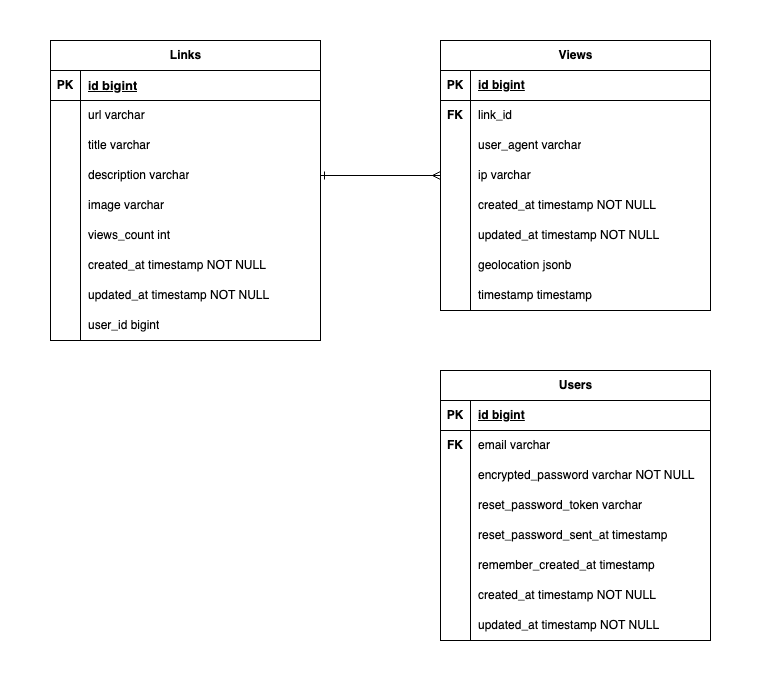 Links
PK id bigint
url varchar
title varchar
description varchar
image varchar
views_count int
created_at timestamp NOT NULL
updated_at timestamp NOT NULL
user_id bigint
Views
PK id bigint
FK link_id
user_agent varchar
ip varchar
created_at timestamp NOT NULL
updated_at timestamp NOT NULL
geolocation jsonb
timestamp timestamp
Users
PK id bigint
FK email varchar
encrypted_password varchar NOT NULL
reset_password_token varchar
reset_password_sent_at timestamp
remember_created_at timestamp
created_at timestamp NOT NULL
updated_at timestamp NOT NULL